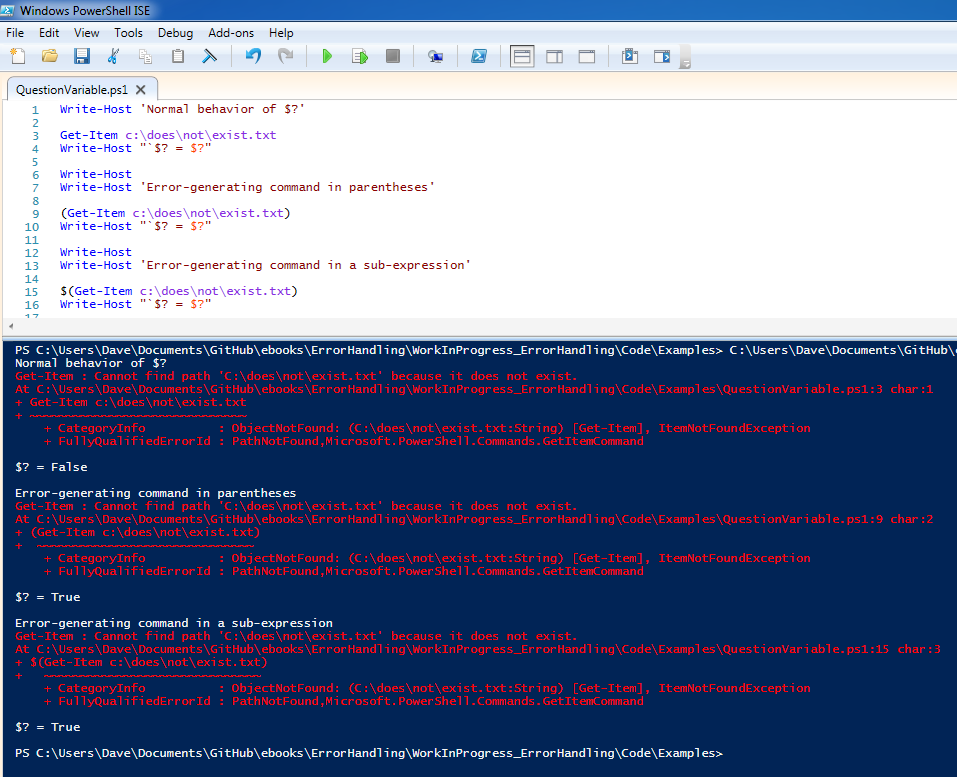 Windows PowerShell ISE
File Edit View Tools Debug Add-ons Help
QuestionVariable.ps1
1 Write-Host 'Normal behavior of $?'
2
3 Get-Item c:\does\not\exist.txt
4 Write-Host "`$? = $?"
5
6 Write-Host
7 Write-Host 'Error-generating command in parentheses'
8
9 (Get-Item c:\does\not\exist.txt)
10 Write-Host "`$? = $?"
11
12 Write-Host
13 Write-Host 'Error-generating command in a sub-expression'
14
15 $(Get-Item c:\does\not\exist.txt)
16 Write-Host "`$? = $?"
17
PS C:\Users\Dave\Documents\GitHub\ebooks\ErrorHandling\WorkInProgress_ErrorHandling\Code\Examples> C:\Users\Dave\Documents\GitHub\
Normal behavior of $?
Get-Item : Cannot find path 'C:\does\not\exist.txt' because it does not exist.
At C:\Users\Dave\Documents\GitHub\ebooks\ErrorHandling\WorkInProgress_ErrorHandling\Code\Examples\QuestionVariable.ps1:3 char:1
+ Get-Item c:\does\not\exist.txt
+ ~~~~~~~~~~~~~~~~~~~~~~~~~~~~~~
+ CategoryInfo : ObjectNotFound: (C:\does\not\exist.txt:String) [Get-Item], ItemNotFoundException
+ FullyQualifiedErrorId : PathNotFound,Microsoft.PowerShell.Commands.GetItemCommand
$? = False
Error-generating command in parentheses
Get-Item : Cannot find path 'C:\does\not\exist.txt' because it does not exist.
At C:\Users\Dave\Documents\GitHub\ebooks\ErrorHandling\WorkInProgress_ErrorHandling\Code\Examples\QuestionVariable.ps1:9 char:2
+ (Get-Item c:\does\not\exist.txt)
+ ~~~~~~~~~~~~~~~~~~~~~~~~~~~~~~
+ CategoryInfo : ObjectNotFound: (C:\does\not\exist.txt:String) [Get-Item], ItemNotFoundException
+ FullyQualifiedErrorId : PathNotFound,Microsoft.PowerShell.Commands.GetItemCommand
$? = True
Error-generating command in a sub-expression
Get-Item : Cannot find path 'C:\does\not\exist.txt' because it does not exist.
At C:\Users\Dave\Documents\GitHub\ebooks\ErrorHandling\WorkInProgress_ErrorHandling\Code\Examples\QuestionVariable.ps1:15 char:3
+ $(Get-Item c:\does\not\exist.txt)
+ ~~~~~~~~~~~~~~~~~~~~~~~~~~~~~~
+ CategoryInfo : ObjectNotFound: (C:\does\not\exist.txt:String) [Get-Item], ItemNotFoundException
+ FullyQualifiedErrorId : PathNotFound,Microsoft.PowerShell.Commands.GetItemCommand
$? = True
PS C:\Users\Dave\Documents\GitHub\ebooks\ErrorHandling\WorkInProgress_ErrorHandling\Code\Examples>